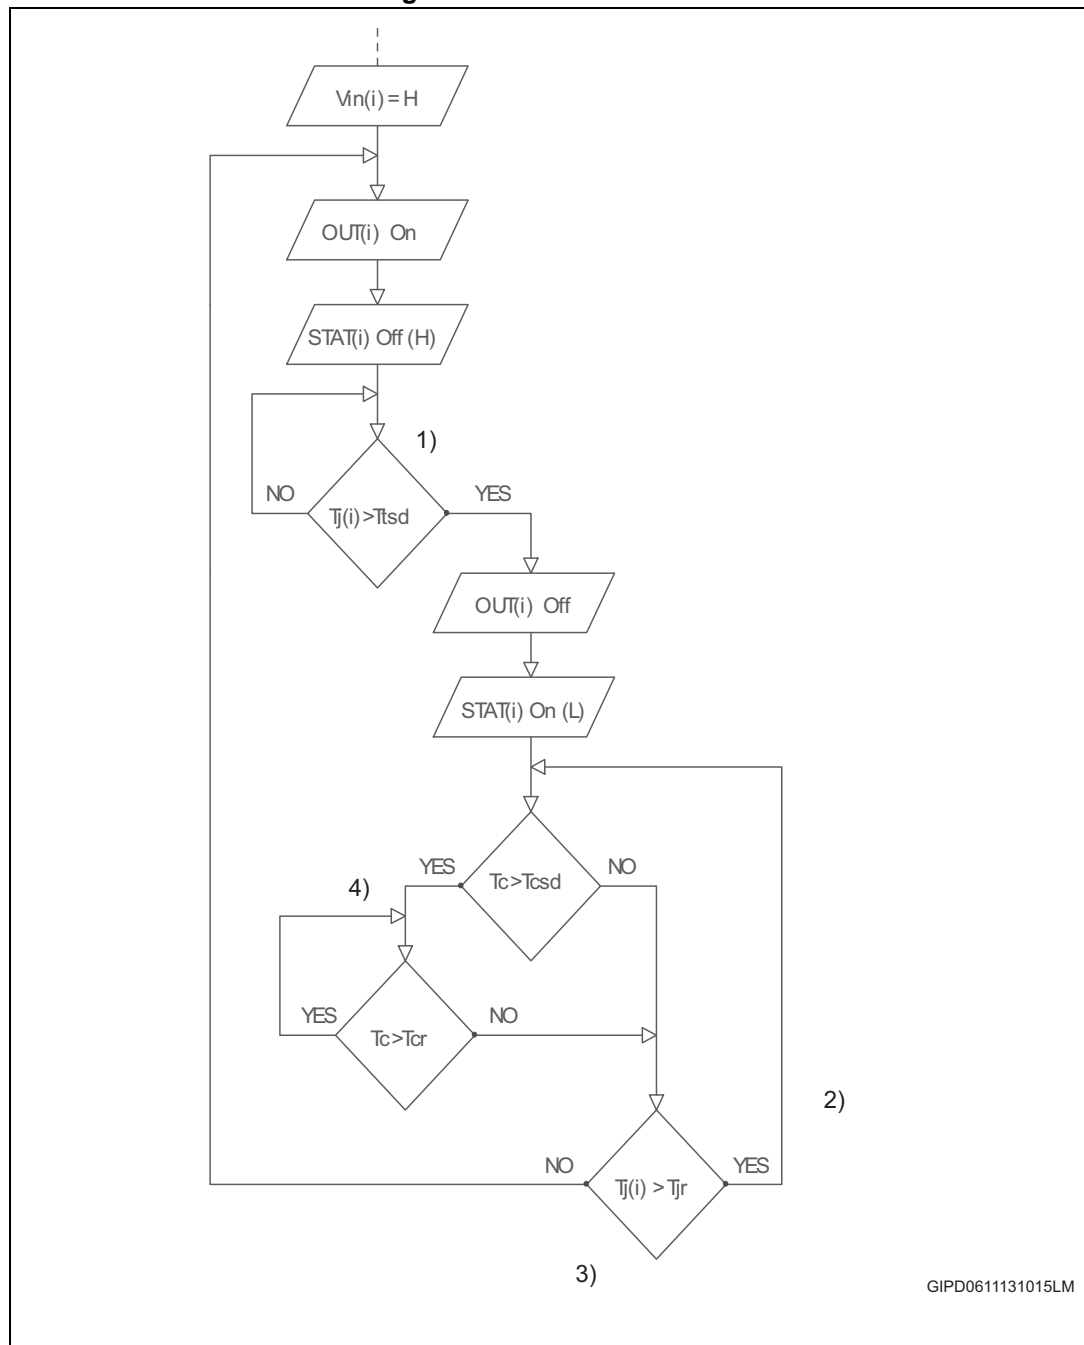 Vin(i) = H
OUT(i) On
STAT(i) Off (H)
1)
NO
YES
Tj(i) >Ttsd
OUT(i) Off
STAT(i) On (L)
YES
NO
Tc>Tcsd
4)
YES
NO
Tc>Tcr
2)
NO
YES
Tj(i) > Tjr
3)
GIPD0611131015LM